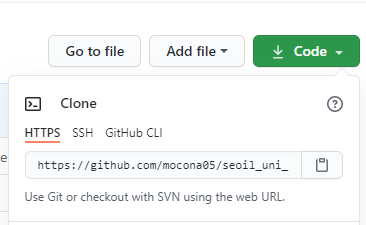 Go to file Add file Code
Clone
HTTPS SSH GitHub CLI
https://github.com/mocona05/seoil_uni_
Use Git or checkout with SVN using the web URL.